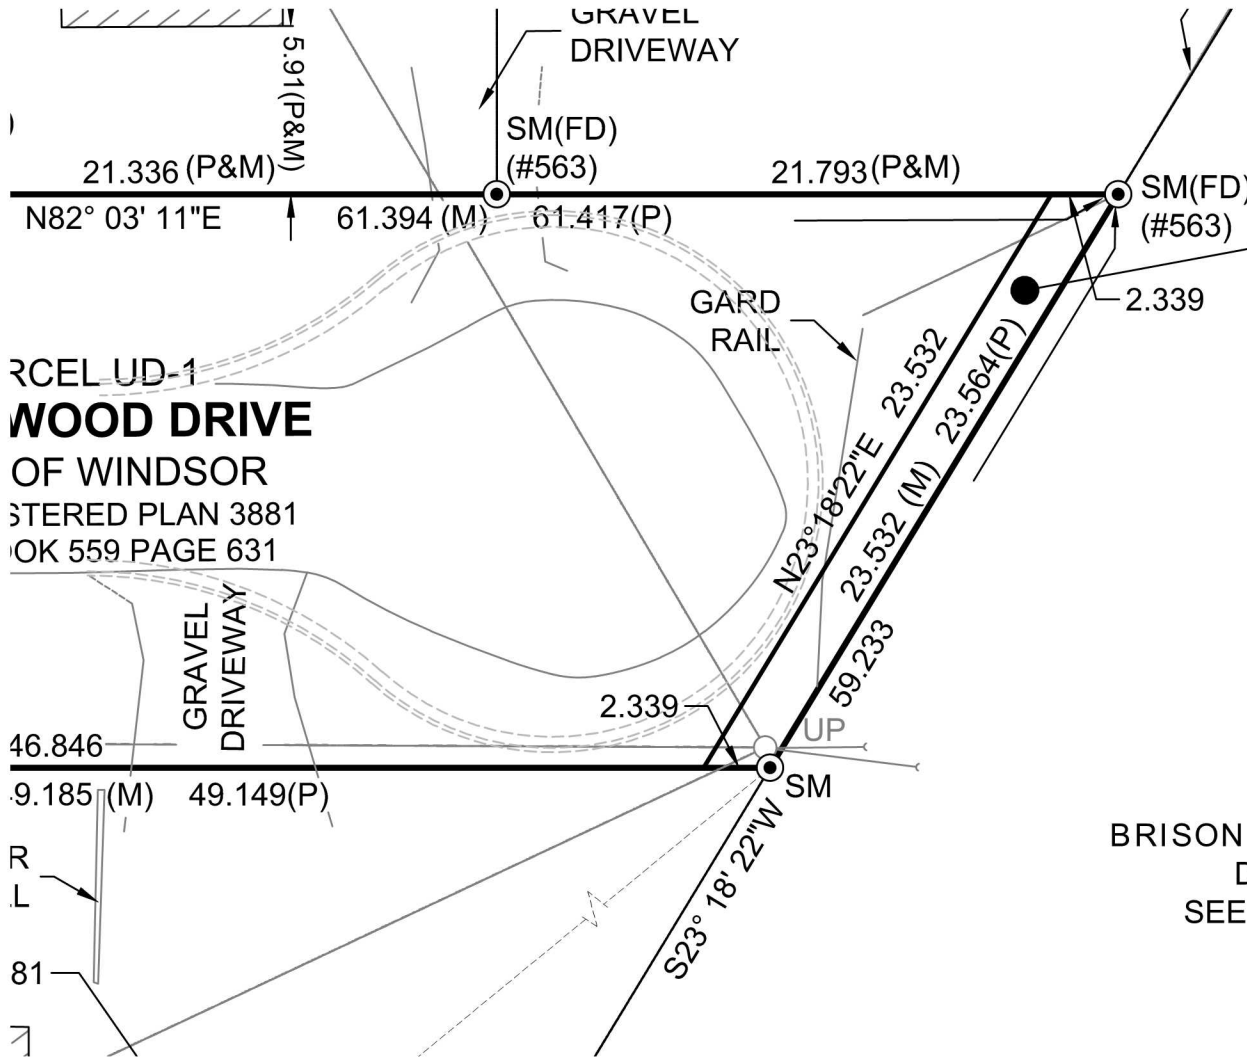 GRAVEL
DRIVEWAY
5.91(P&M)
SM(FD)
(#563)
21.336 (P&M)
21.793(P&M)
SM(FD)
(#563)
N82° 03' 11"E
61.394 (M)
61.417(P)
GARD
RAIL
2.339
RCEL UD-1
WOOD DRIVE
OF WINDSOR
STERED PLAN 3881
OK 559 PAGE 631
N23°18'22"E 23.532
23.532 (M) 23.564(P)
59.233
GRAVEL
DRIVEWAY
2.339
UP
46.846
9.185 (M)
49.149(P)
SM
S23° 18' 22"W
R
L
81
BRISON
D
SEE